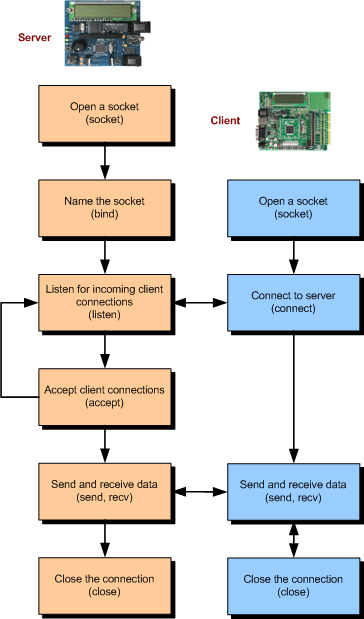 Server
Open a socket
(socket)
Client
Name the socket
(bind)
Open a socket
(socket)
Listen for incoming client
connections
(listen)
Connect to server
(connect)
Accept client connections
(accept)
Send and receive data
(send, recv)
Send and receive data
(send, recv)
Close the connection
(close)
Close the connection
(close)